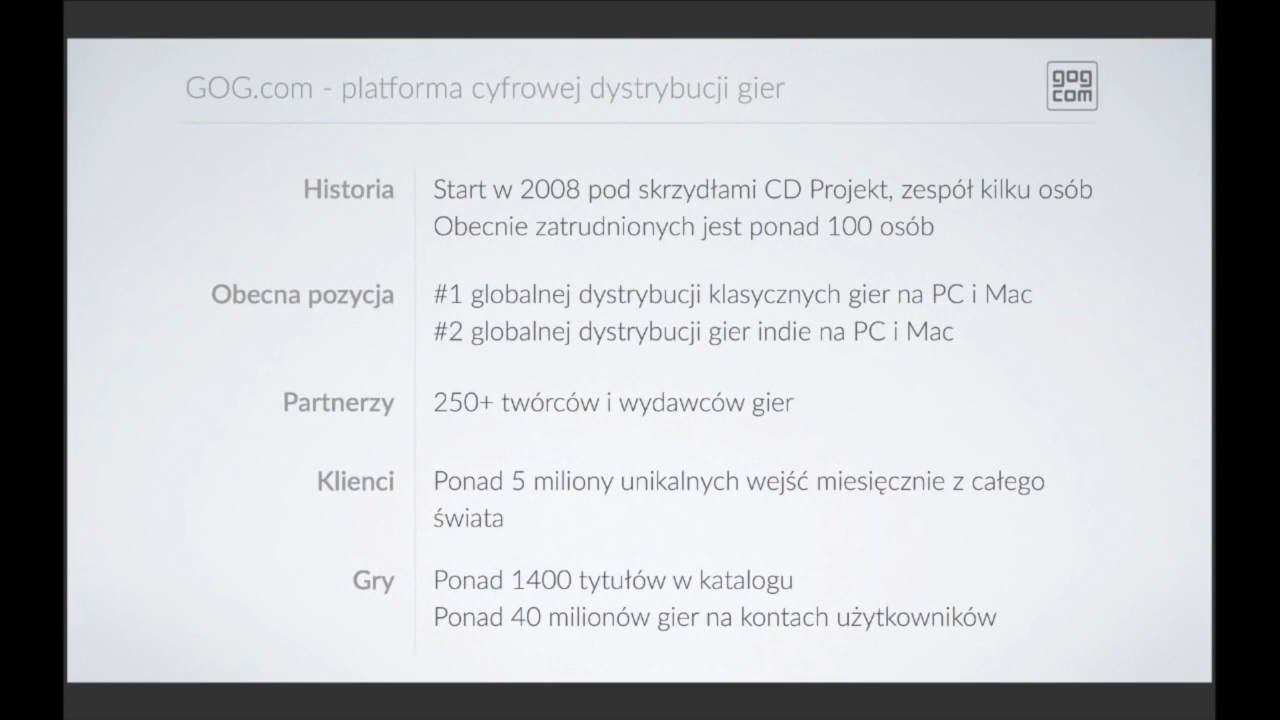 GOG.com - platforma cyfrowej dystrybucji gier
gog
com
Historia
Start w 2008 pod skrzydłami CD Projekt, zespół kilku osób
Obecnie zatrudnionych jest ponad 100 osób
Obecna pozycja
#1 globalnej dystrybucji klasycznych gier na PC i Mac
#2 globalnej dystrybucji gier indie na PC i Mac
Partnerzy
250+ twórców i wydawców gier
Klienci
Ponad 5 miliony unikalnych wejść miesięcznie z całego
świata
Gry
Ponad 1400 tytułów w katalogu
Ponad 40 milionów gier na kontach użytkowników